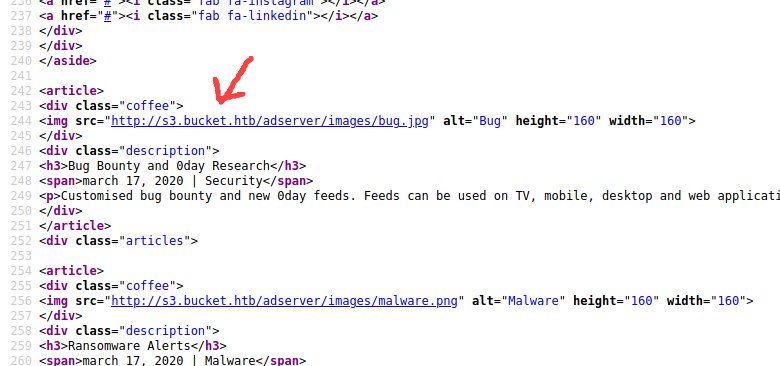 236 <a href="#"><i class="fab fa-instagram"></i></a>
237 <a href="#"><i class="fab fa-linkedin"></i></a>
238 </div>
239 </div>
240 </aside>
241
242 <article>
243 <div class="coffee">
244 <img src="http://s3.bucket.htb/adserver/images/bug.jpg" alt="Bug" height="160" width="160">
245 </div>
246 <div class="description">
247 <h3>Bug Bounty and 0day Research</h3>
248 <span>march 17, 2020 | Security</span>
249 <p>Customised bug bounty and new 0day feeds. Feeds can be used on TV, mobile, desktop and web applicati
250 </div>
251 </article>
252 <div class="articles">
253
254 <article>
255 <div class="coffee">
256 <img src="http://s3.bucket.htb/adserver/images/malware.png" alt="Malware" height="160" width="160">
257 </div>
258 <div class="description">
259 <h3>Ransomware Alerts</h3>
260 <span>march 17, 2020 | Malware</span>